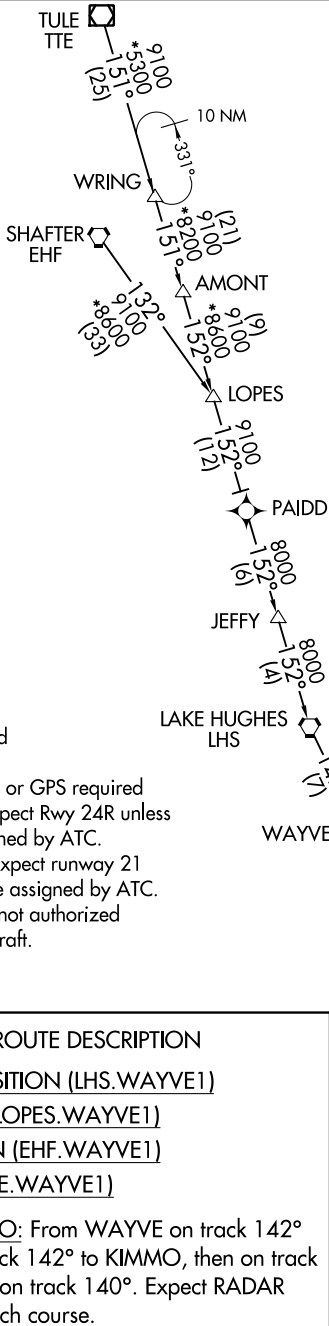 TULE
TTE
9100
*5300
151°
(25)
10 NM
331°
WRING
(21)
9100
*8200
151°
SHAFTER
EHF
AMONT
132°
9100
*8600
(33)
(9)
9100
*8600
152°
LOPES
9100
152°
(12)
PAIDD
8000
152°
(6)
JEFFY
8000
152°
(4)
LAKE HUGHES
LHS
(7)
WAYVE
d
or GPS required
pect Rwy 24R unless
ned by ATC.
xpect runway 21
e assigned by ATC.
not authorized
raft.
ROUTE DESCRIPTION
SITION (LHS.WAYVE1)
LOPES.WAYVE1)
N (EHF.WAYVE1)
E.WAYVE1)
O: From WAYVE on track 142°
ck 142° to KIMMO, then on track
on track 140°. Expect RADAR
ch course.